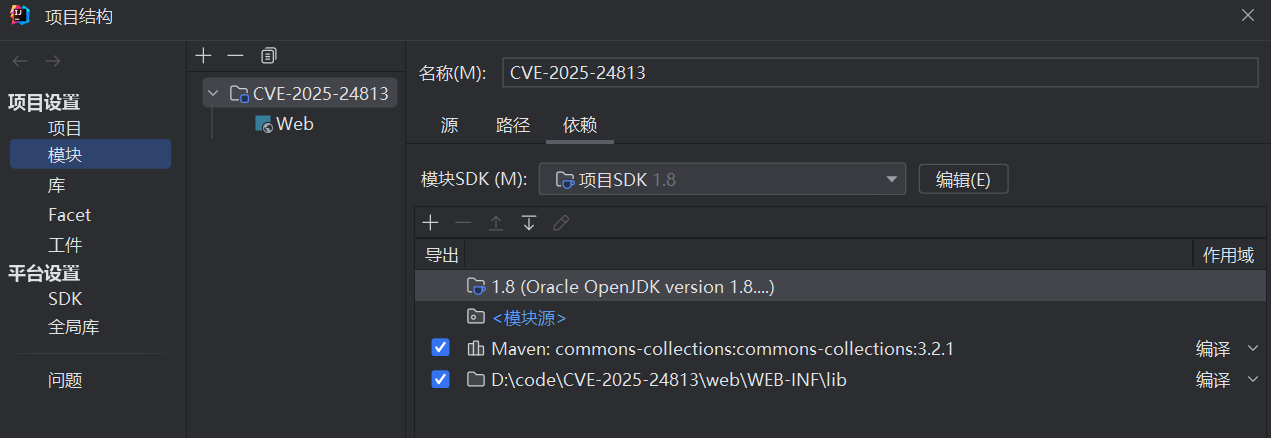 项目结构
项目设置
项目
模块
库
Facet
工件
平台设置
SDK
全局库
问题
CVE-2025-24813
Web
名称(M): CVE-2025-24813
源 路径 依赖
模块SDK (M): 项目SDK 1.8 编辑(E)
导出 作用域
1.8 (Oracle OpenJDK version 1.8....)
<模块源>
Maven: commons-collections:commons-collections:3.2.1 编译
D:\code\CVE-2025-24813\web\WEB-INF\lib 编译